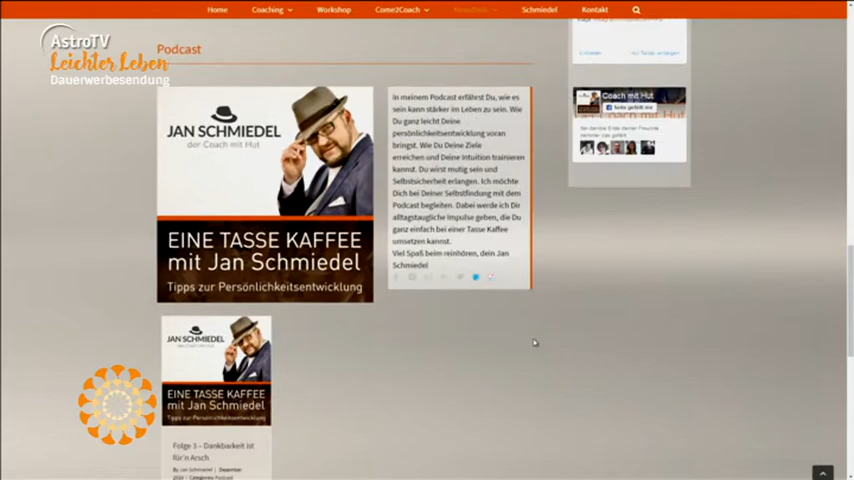 Home Coaching Workshop Come2Coach Schmiedel Kontakt
AstroTV
Leichter Leben
Dauerwerbesendung
Podcast
JAN SCHMIEDEL
der Coach mit Hut
EINE TASSE KAFFEE
mit Jan Schmiedel
Tipps zur Persönlichkeitsentwicklung
In meinem Podcast erfährst Du, wie es
sein kann stärker im Leben zu sein. Wie
Du ganz leicht Deine
persönlichkeitsentwicklung voran
bringst. Wie Du Deine Ziele
erreichen und Deine Intuition trainieren
kannst. Du wirst mutig sein und
Selbstsicherheit erlangen. Ich möchte
Dich bei Deiner Selbstfindung mit dem
Podcast begleiten. Dabei werde ich Dir
alltagstaugliche Impulse geben, die Du
ganz einfach bei einer Tasse Kaffee
umsetzen kannst.
Viel Spaß beim reinhören, dein Jan
Schmiedel
Coach mit Hut
JAN SCHMIEDEL
EINE TASSE KAFFEE
mit Jan Schmiedel
Tipps zur Persönlichkeitsentwicklung
Folge 3 – Dankbarkeit ist
für'n Arsch
By Jan Schmiedel | Dezember
Categories Podcast